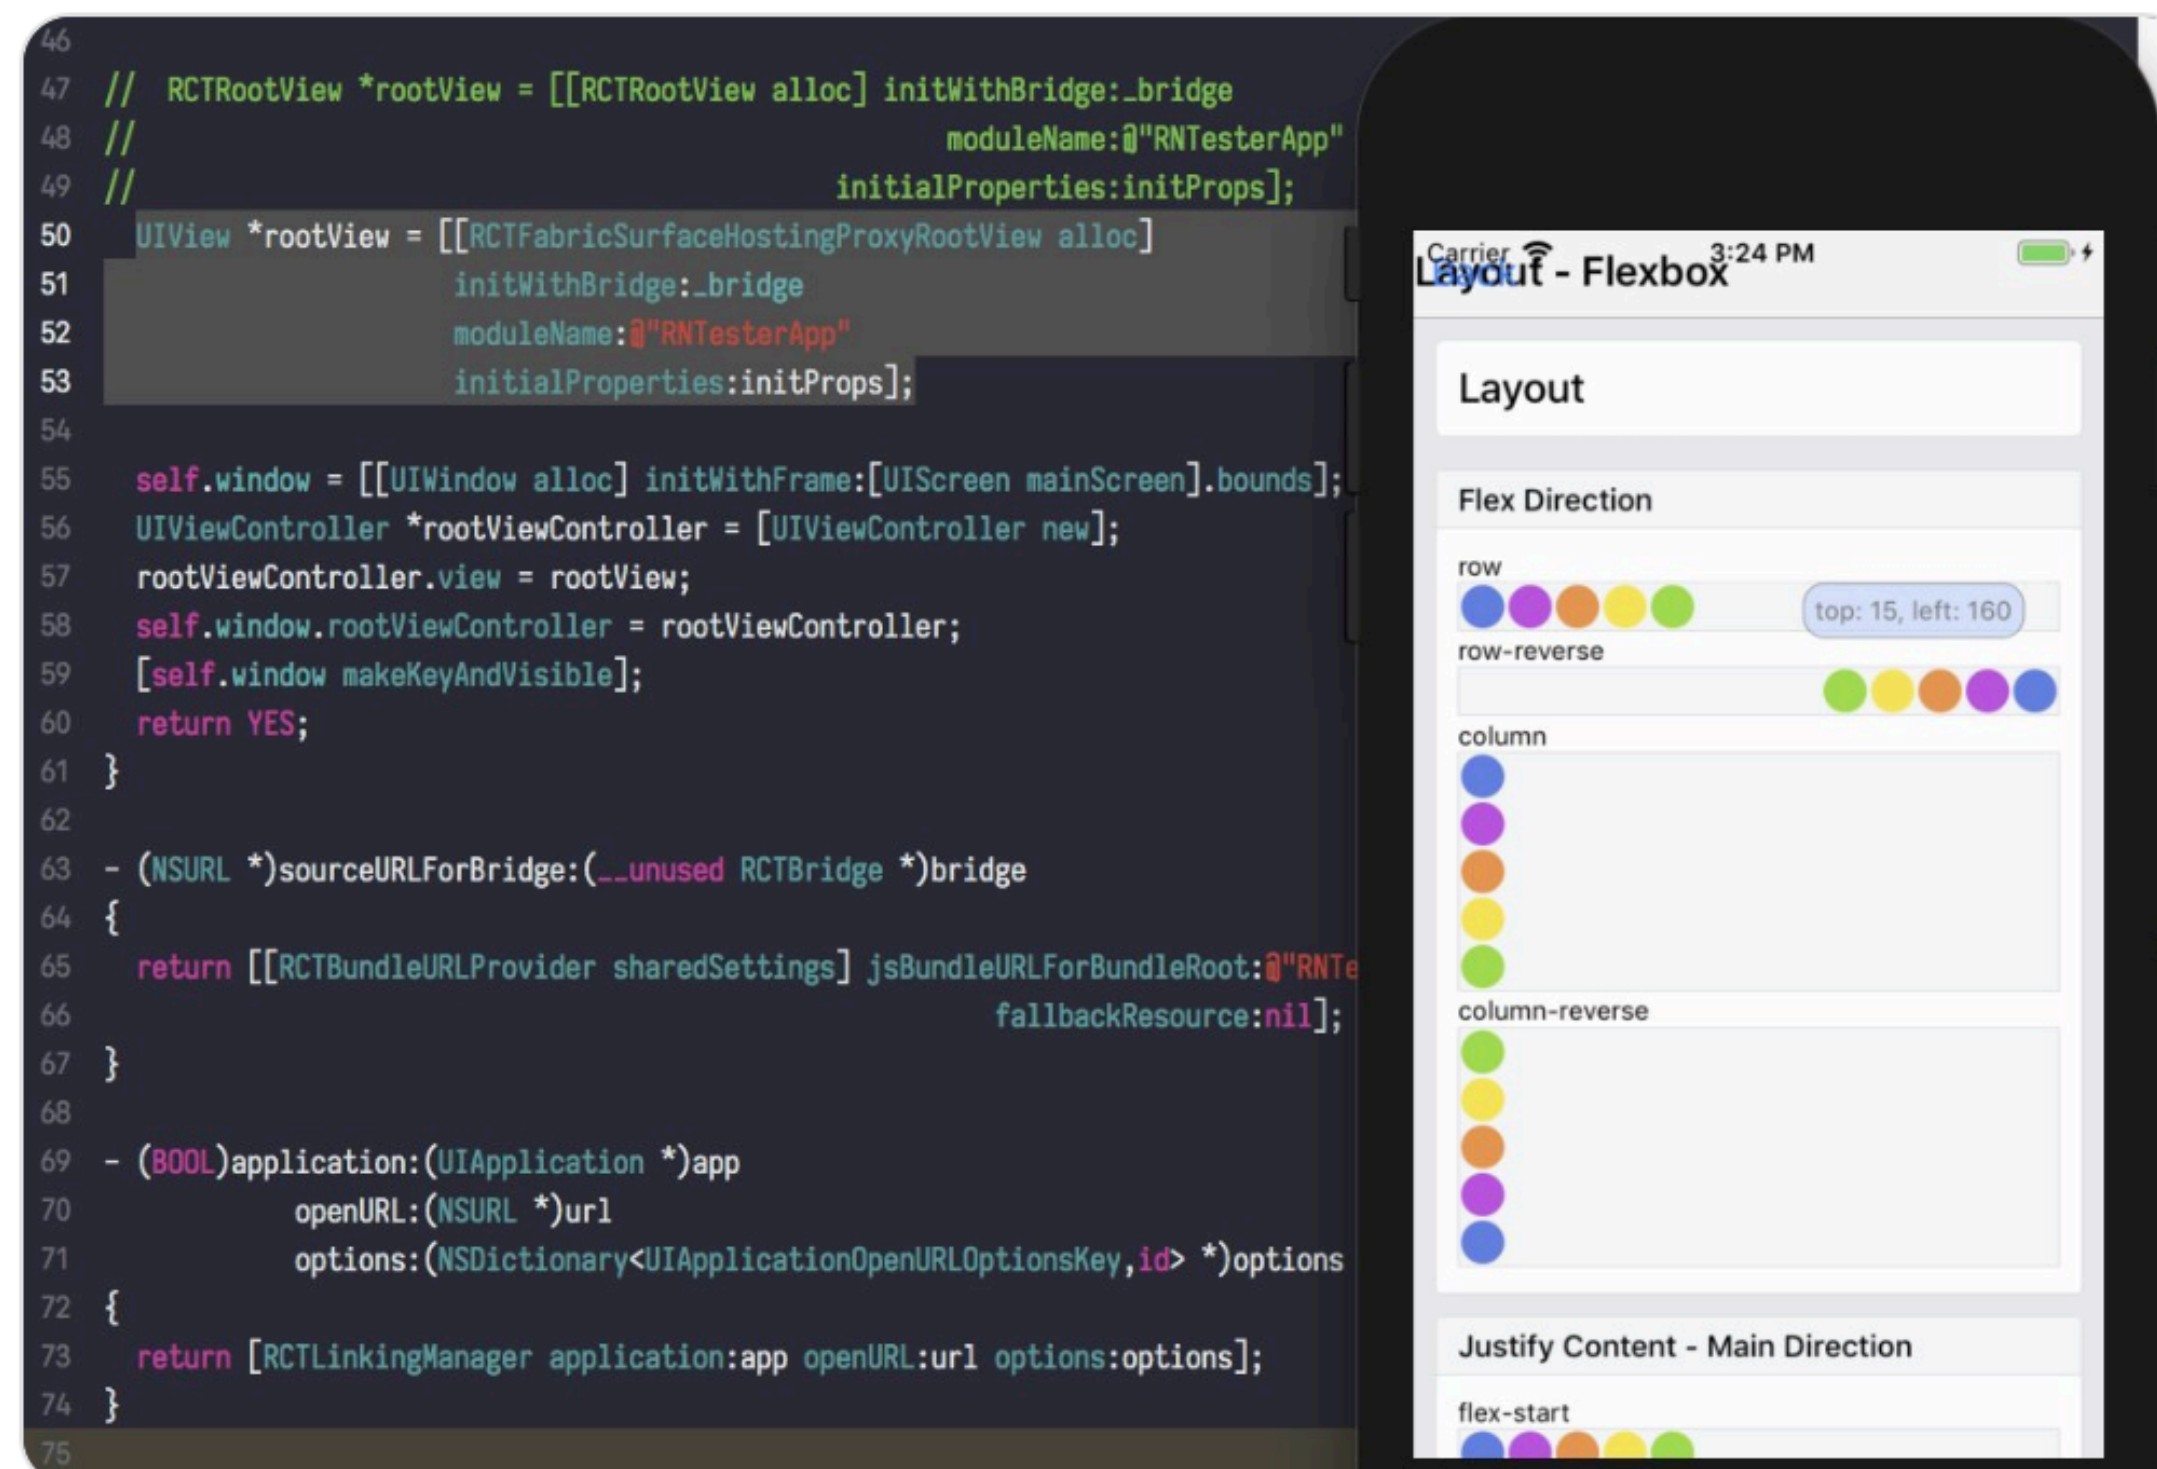 46
47 //  RCTRootView *rootView = [[RCTRootView alloc] initWithBridge:_bridge
48 // moduleName:@"RNTesterApp"
49 // initialProperties:initProps];
50 UIView *rootView = [[RCTFabricSurfaceHostingProxyRootView alloc]
51 initWithBridge:_bridge
52 moduleName:@"RNTesterApp"
53 initialProperties:initProps];
54
55 self.window = [[UIWindow alloc] initWithFrame:[UIScreen mainScreen].bounds];
56 UIViewController *rootViewController = [UIViewController new];
57 rootViewController.view = rootView;
58 self.window.rootViewController = rootViewController;
59 [self.window makeKeyAndVisible];
60 return YES;
61 }
62
63 - (NSURL *)sourceURLForBridge:(__unused RCTBridge *)bridge
64 {
65 return [[RCTBundleURLProvider sharedSettings] jsBundleURLForBundleRoot:@"RNTe
66 fallbackResource:nil];
67 }
68
69 - (BOOL)application:(UIApplication *)app
70 openURL:(NSURL *)url
71 options:(NSDictionary<UIApplicationOpenURLOptionsKey,id> *)options
72 {
73 return [RCTLinkingManager application:app openURL:url options:options];
74 }
75
Carrier 3:24 PM
Back
Layout - Flexbox
Layout
Flex Direction
row
top: 15, left: 160
row-reverse
column
column-reverse
Justify Content - Main Direction
flex-start